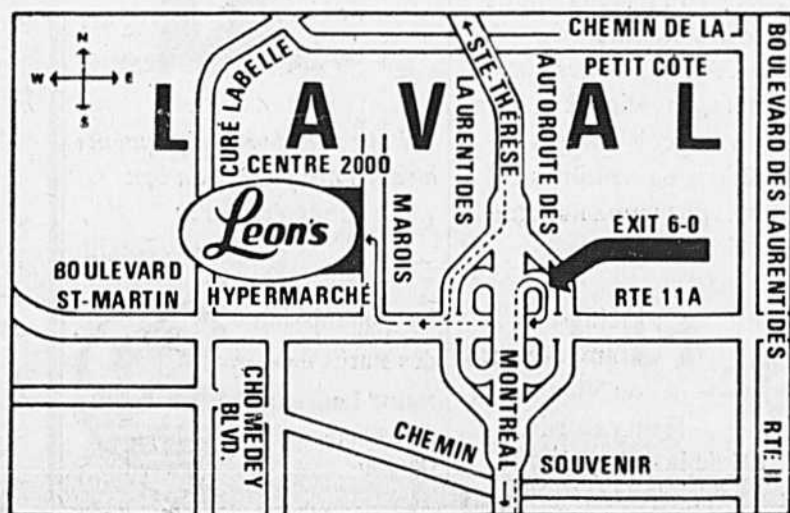 CHEMIN DE LA
PETIT CÔTE
BOULEVARD DES LAURENTIDES RTE 11
N
W E
S
L A V A L
CURÉ LABELLE
STE-THÉRÈSE
LAURENTIDES
AUTOROUTE DES
CENTRE 2000
MAROIS
Leon's
EXIT 6-0
BOULEVARD
ST-MARTIN
HYPERMARCHÉ
RTE 11A
MONTRÉAL
CHOMEDEY
BLVD.
CHEMIN
SOUVENIR